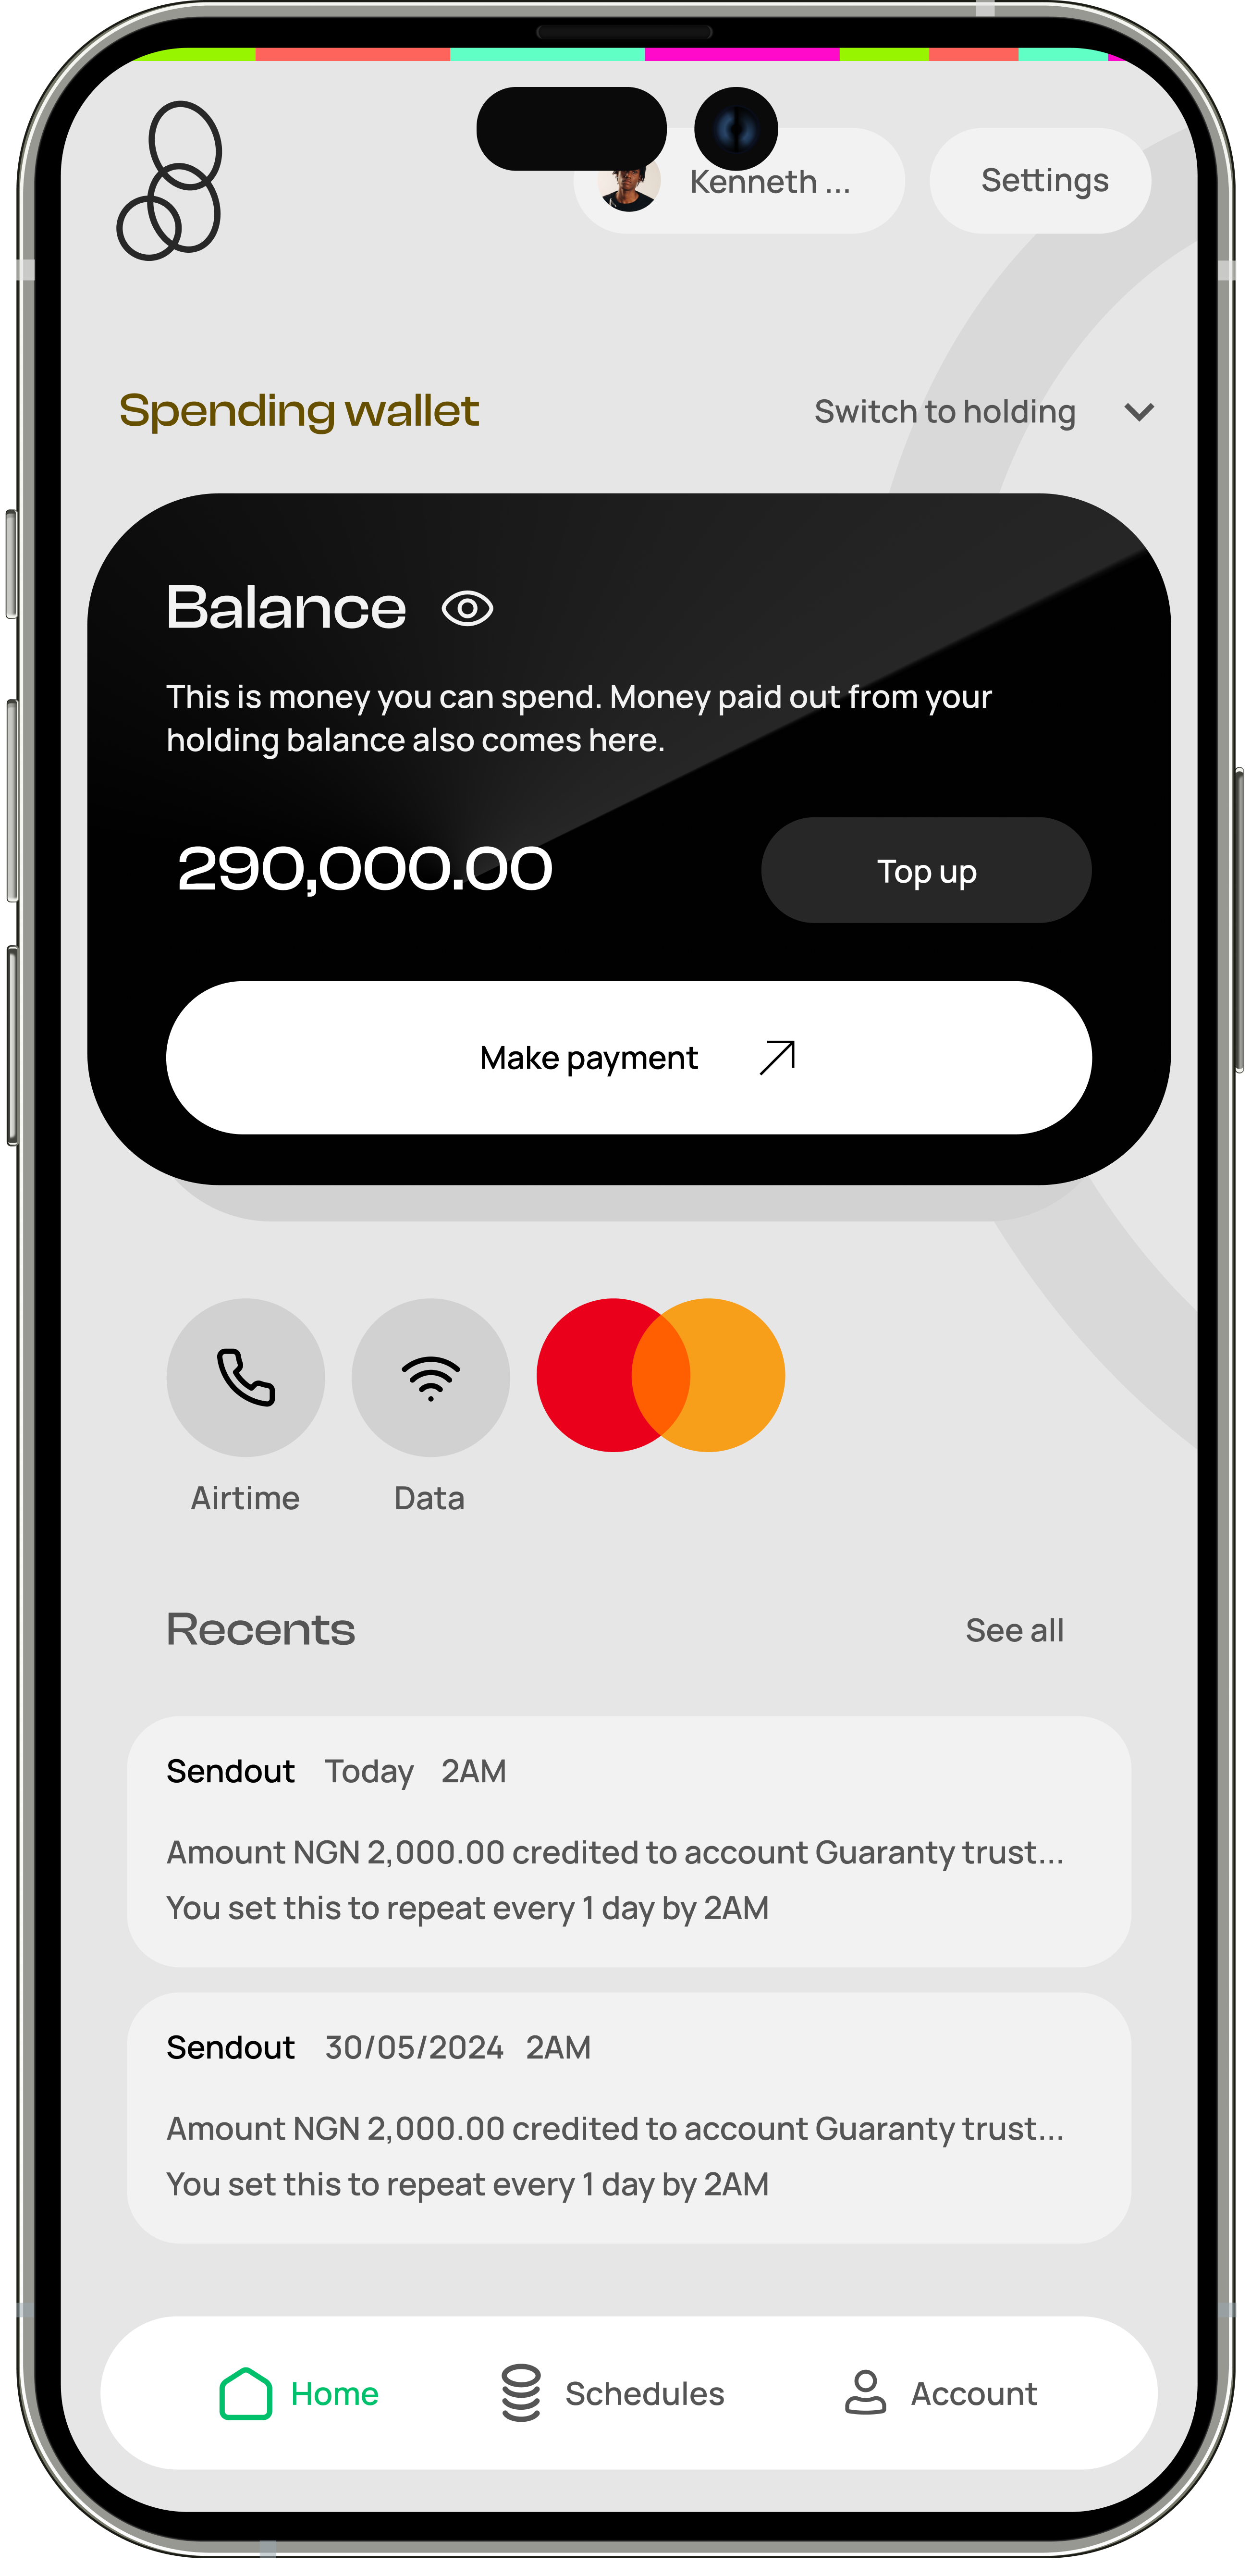 Kenneth ...
Settings
Spending wallet
Switch to holding
Balance
This is money you can spend. Money paid out from your
holding balance also comes here.
290,000.00
Top up
Make payment
Airtime
Data
Recents
See all
Sendout Today 2AM
Amount NGN 2,000.00 credited to account Guaranty trust...
You set this to repeat every 1 day by 2AM
Sendout 30/05/2024 2AM
Amount NGN 2,000.00 credited to account Guaranty trust...
You set this to repeat every 1 day by 2AM
Home
Schedules
Account